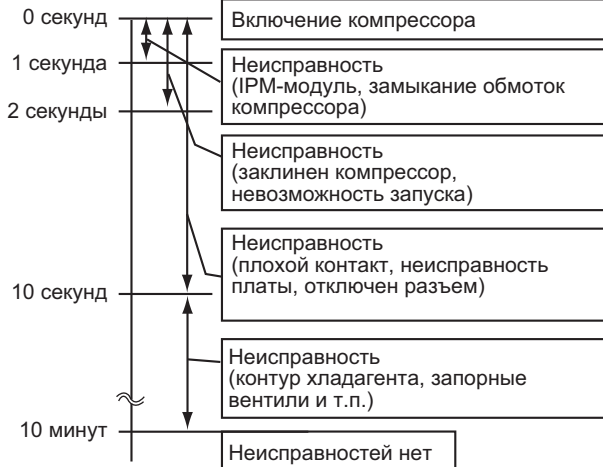 0 секунд
Включение компрессора
1 секунда
Неисправность
(IPM-модуль, замыкание обмоток
компрессора)
2 секунды
Неисправность
(заклинен компрессор,
невозможность запуска)
Неисправность
(плохой контакт, неисправность
платы, отключен разъем)
10 секунд
Неисправность
(контур хладагента, запорные
вентили и т.п.)
10 минут
Неисправностей нет